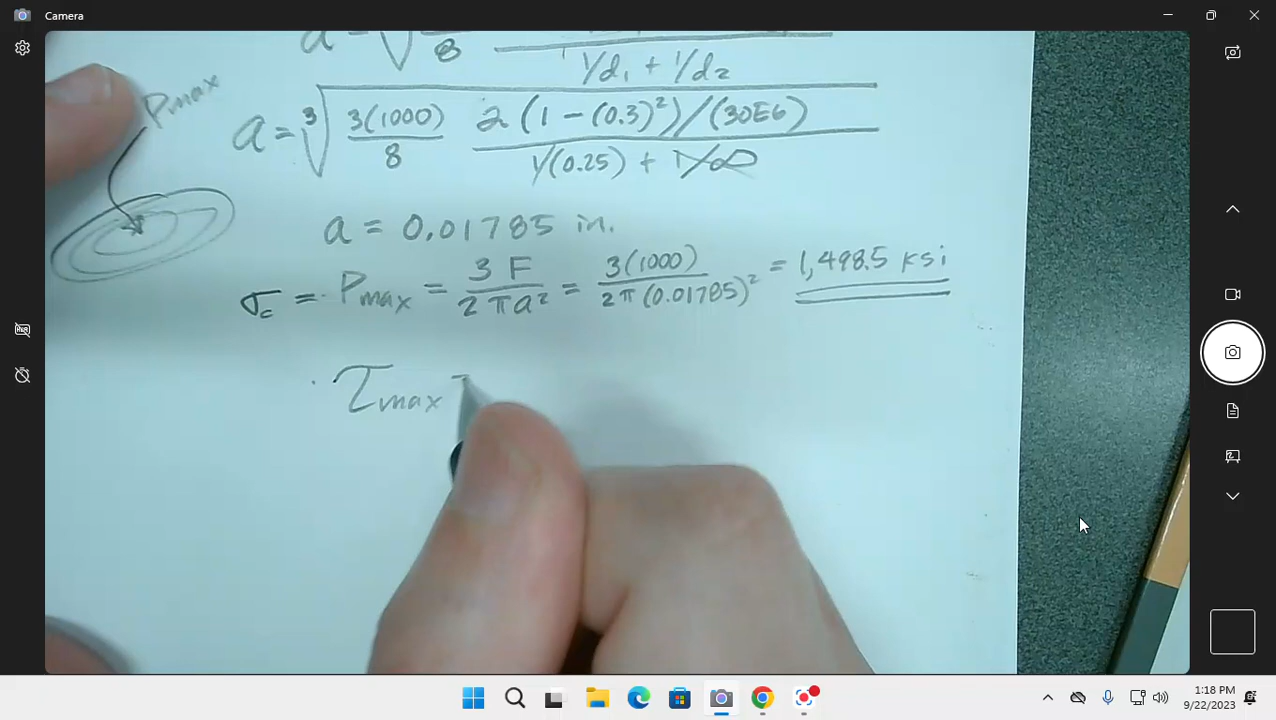 Camera
a = √ 8
1/d₁ + 1/d₂
Pmax
a = ∛ 3(1000)/8 2(1-(0.3)²)/(30E6) / 1/(0.25) + 1/∞
a = 0.01785 in.
σc = Pmax = 3F/2πa² = 3(1000)/2π(0.01785)² = 1,498.5 ksi
τmax =
1:18 PM
9/22/2023